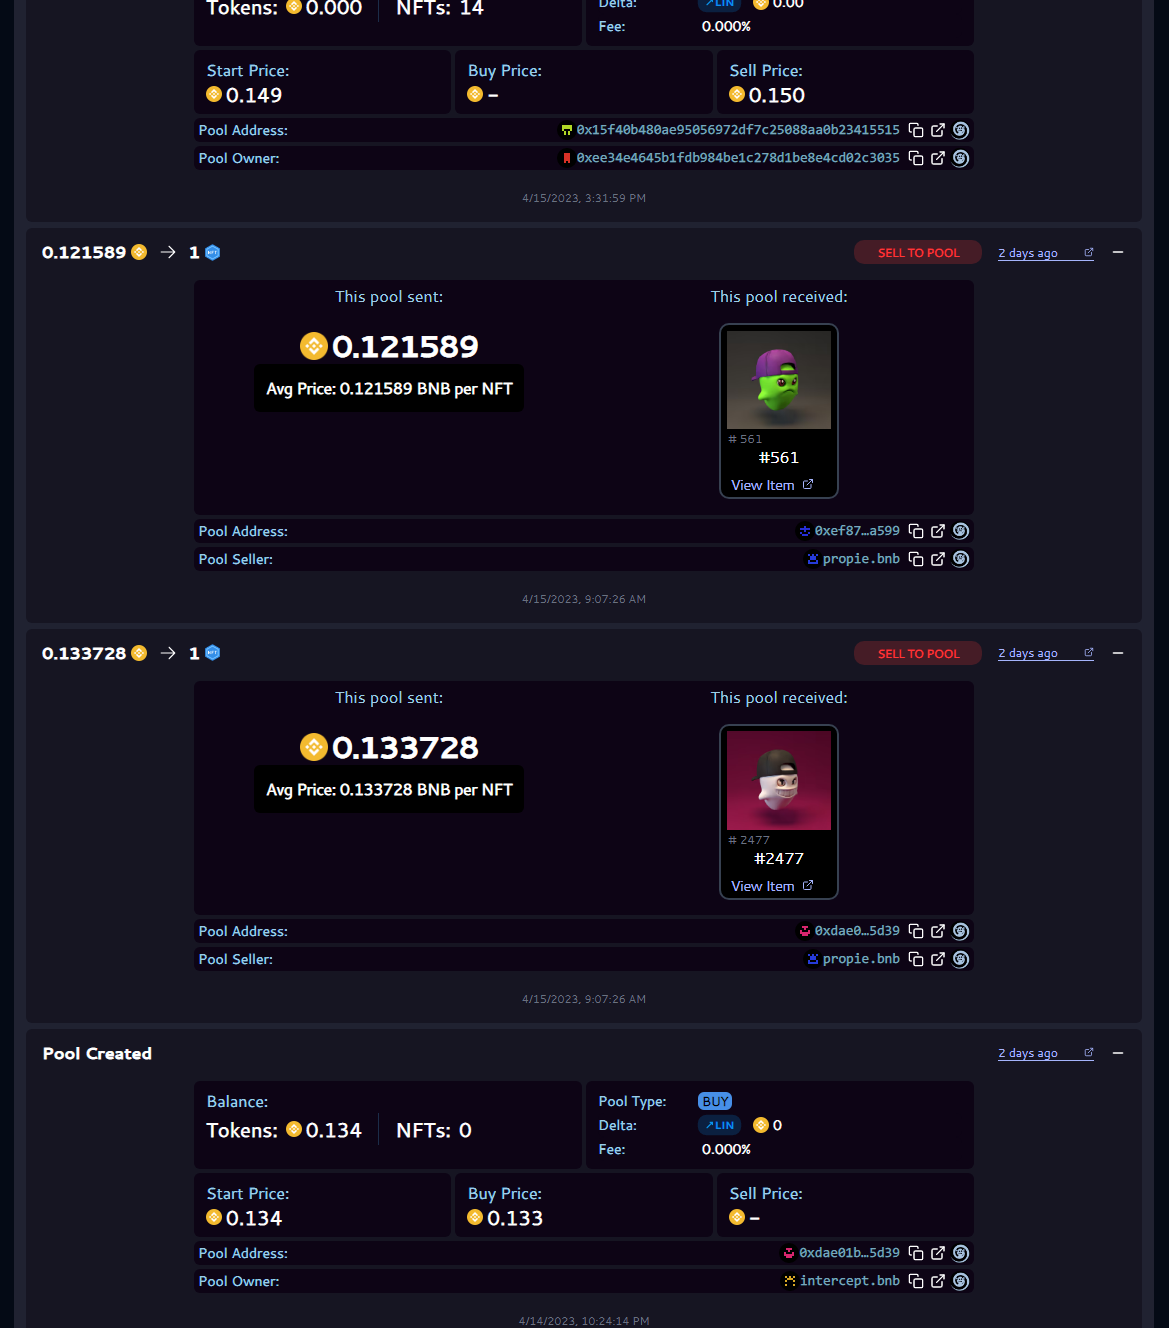 Tokens: 0.000 NFTs: 14
Delta: LIN 0.00
Fee: 0.000%
Start Price: Buy Price: Sell Price:
0.149 – 0.150
Pool Address: 0x15f40b480ae95056972df7c25088aa0b23415515
Pool Owner: 0xee34e4645b1fdb984be1c278d1be8e4cd02c3035
4/15/2023, 3:31:59 PM
0.121589 → 1 SELL TO POOL 2 days ago
This pool sent: This pool received:
0.121589
Avg Price: 0.121589 BNB per NFT
# 561
#561
View Item
Pool Address: 0xef87…a599
Pool Seller: propie.bnb
4/15/2023, 9:07:26 AM
0.133728 → 1 SELL TO POOL 2 days ago
This pool sent: This pool received:
0.133728
Avg Price: 0.133728 BNB per NFT
# 2477
#2477
View Item
Pool Address: 0xdae0…5d39
Pool Seller: propie.bnb
4/15/2023, 9:07:26 AM
Pool Created 2 days ago
Balance:
Tokens: 0.134 NFTs: 0
Pool Type: BUY
Delta: LIN 0
Fee: 0.000%
Start Price: Buy Price: Sell Price:
0.134 0.133 –
Pool Address: 0xdae01b…5d39
Pool Owner: intercept.bnb
4/14/2023, 10:24:14 PM